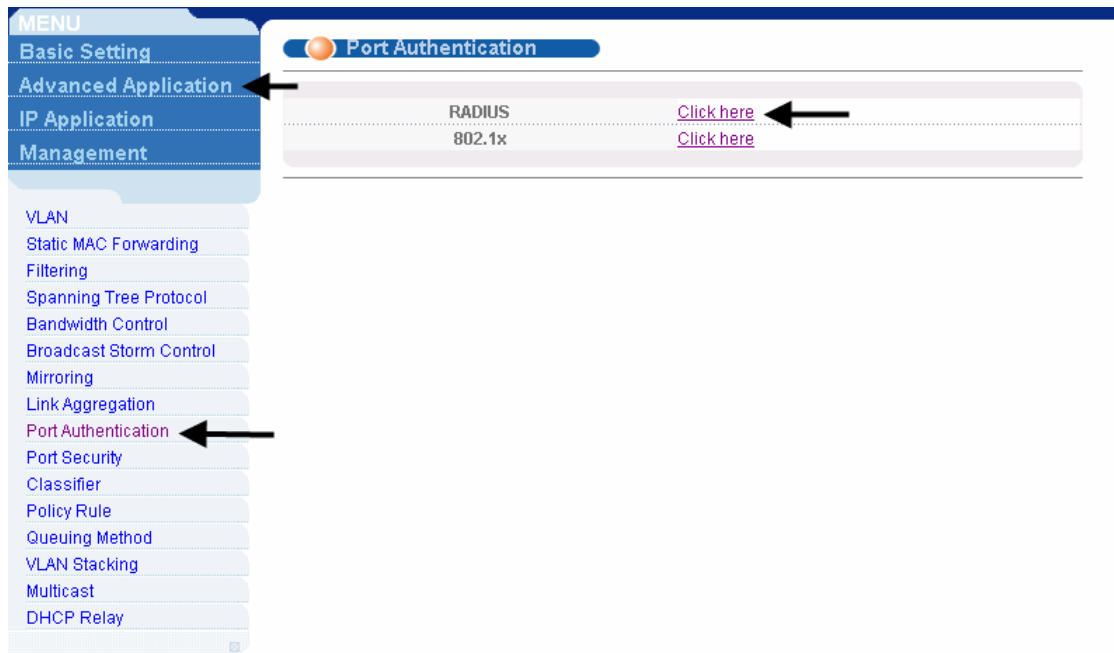 MENU
Basic Setting
Advanced Application
IP Application
Management
VLAN
Static MAC Forwarding
Filtering
Spanning Tree Protocol
Bandwidth Control
Broadcast Storm Control
Mirroring
Link Aggregation
Port Authentication
Port Security
Classifier
Policy Rule
Queuing Method
VLAN Stacking
Multicast
DHCP Relay
Port Authentication
RADIUS Click here
802.1x Click here